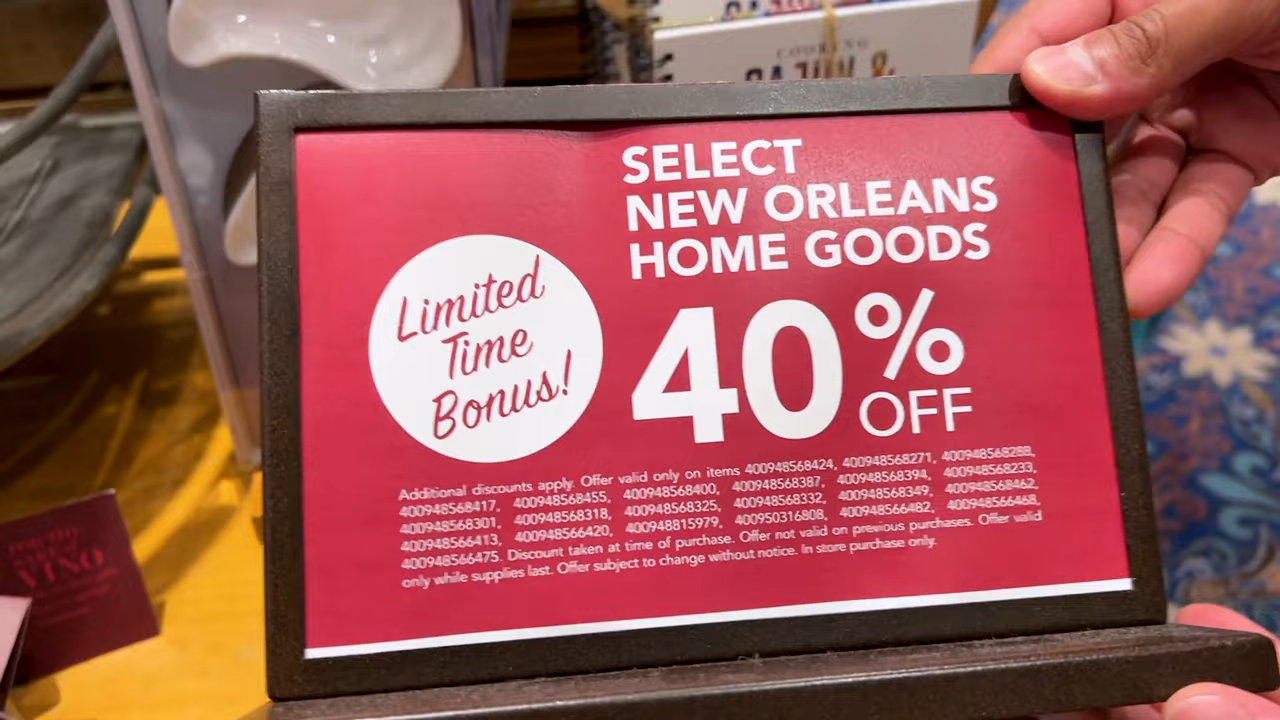 COOKING
CAJUN &
SELECT
NEW ORLEANS
HOME GOODS
40% OFF
Limited
Time
Bonus!
Additional discounts apply. Offer valid only on items 400948568424, 400948568271, 400948568288,
400948568417, 400948568455, 400948568400, 400948568387, 400948568394, 400948568233,
400948568301, 400948568318, 400948568325, 400948568332, 400948568349, 400948568462,
400948566413, 400948566420, 400948815979, 400950316808, 400948566482, 400948566468,
400948566475. Discount taken at time of purchase. Offer not valid on previous purchases. Offer valid
only while supplies last. Offer subject to change without notice. In store purchase only.
VINO